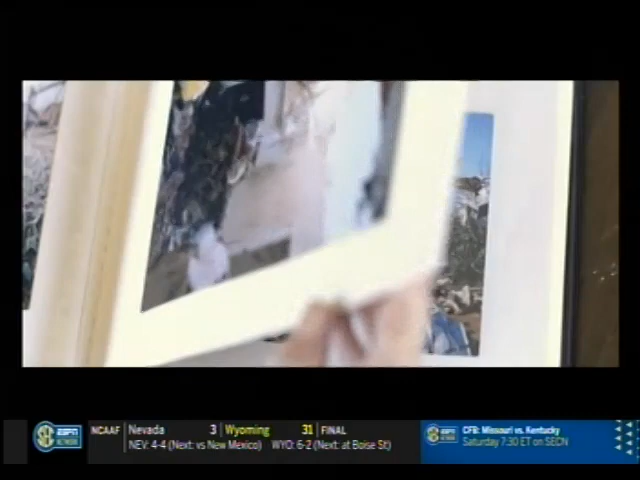 SEC ESPN NETWORK
NCAAF Nevada 3 Wyoming 31 FINAL
NEV: 4-4 (Next: vs New Mexico) WYO: 6-2 (Next: at Boise St)
CFB: Missouri vs. Kentucky
Saturday 7:30 ET on SECN